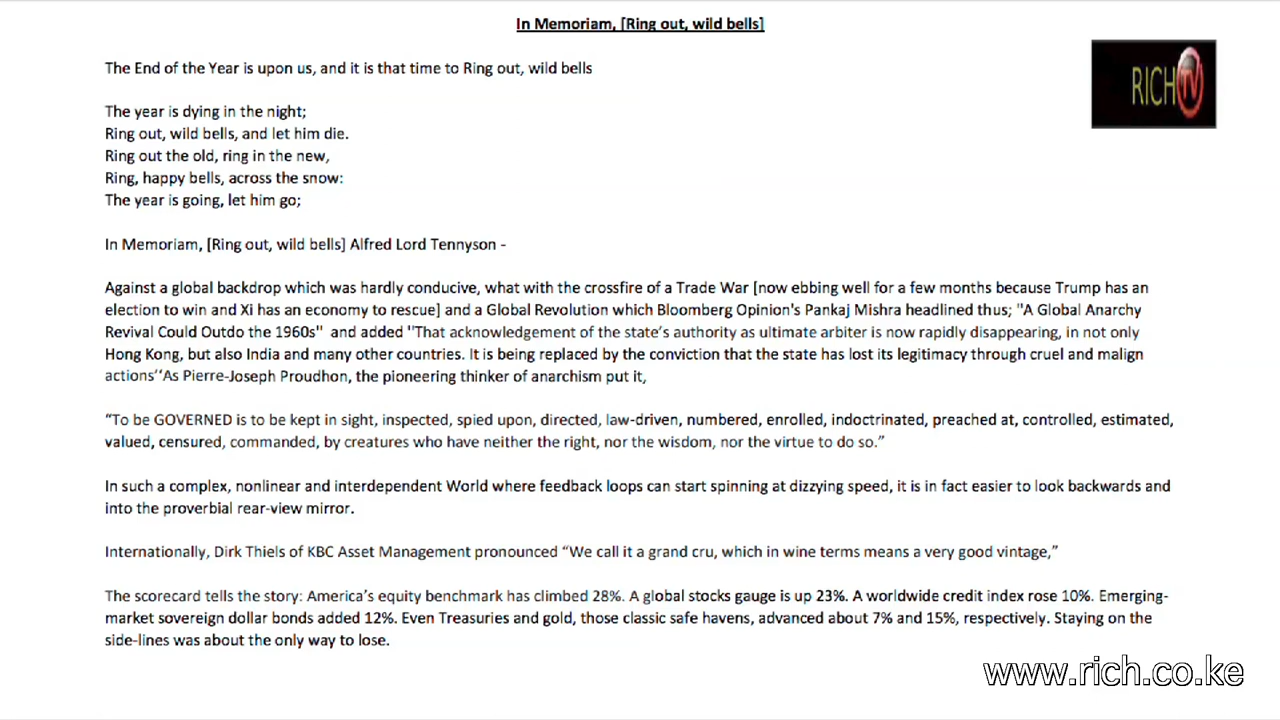 In Memoriam, [Ring out, wild bells]
The End of the Year is upon us, and it is that time to Ring out, wild bells
RICH TV
The year is dying in the night;
Ring out, wild bells, and let him die.
Ring out the old, ring in the new,
Ring, happy bells, across the snow:
The year is going, let him go;
In Memoriam, [Ring out, wild bells] Alfred Lord Tennyson -
Against a global backdrop which was hardly conducive, what with the crossfire of a Trade War [now ebbing well for a few months because Trump has an
election to win and Xi has an economy to rescue] and a Global Revolution which Bloomberg Opinion's Pankaj Mishra headlined thus; "A Global Anarchy
Revival Could Outdo the 1960s"  and added "That acknowledgement of the state's authority as ultimate arbiter is now rapidly disappearing, in not only
Hong Kong, but also India and many other countries. It is being replaced by the conviction that the state has lost its legitimacy through cruel and malign
actions''As Pierre-Joseph Proudhon, the pioneering thinker of anarchism put it,
“To be GOVERNED is to be kept in sight, inspected, spied upon, directed, law-driven, numbered, enrolled, indoctrinated, preached at, controlled, estimated,
valued, censured, commanded, by creatures who have neither the right, nor the wisdom, nor the virtue to do so.”
In such a complex, nonlinear and interdependent World where feedback loops can start spinning at dizzying speed, it is in fact easier to look backwards and
into the proverbial rear-view mirror.
Internationally, Dirk Thiels of KBC Asset Management pronounced “We call it a grand cru, which in wine terms means a very good vintage,”
The scorecard tells the story: America’s equity benchmark has climbed 28%. A global stocks gauge is up 23%. A worldwide credit index rose 10%. Emerging-
market sovereign dollar bonds added 12%. Even Treasuries and gold, those classic safe havens, advanced about 7% and 15%, respectively. Staying on the
side-lines was about the only way to lose.
www.rich.co.ke